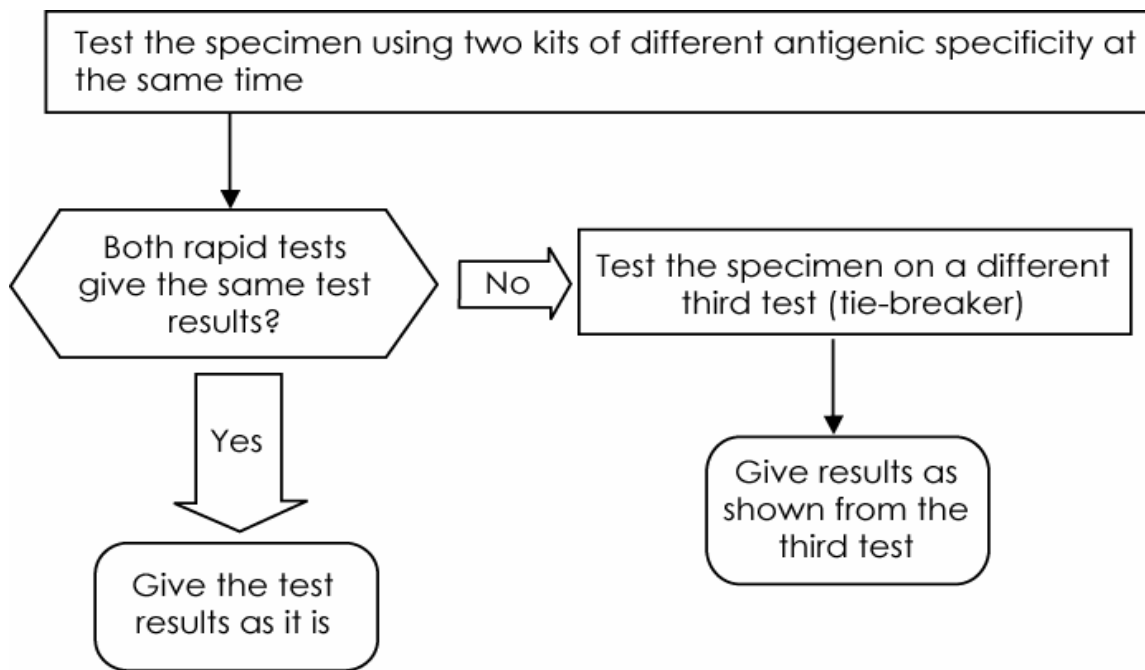 Test the specimen using two kits of different antigenic specificity at
the same time
Both rapid tests
give the same test
results?
No
Test the specimen on a different
third test (tie-breaker)
Yes
Give results as
shown from the
third test
Give the test
results as it is